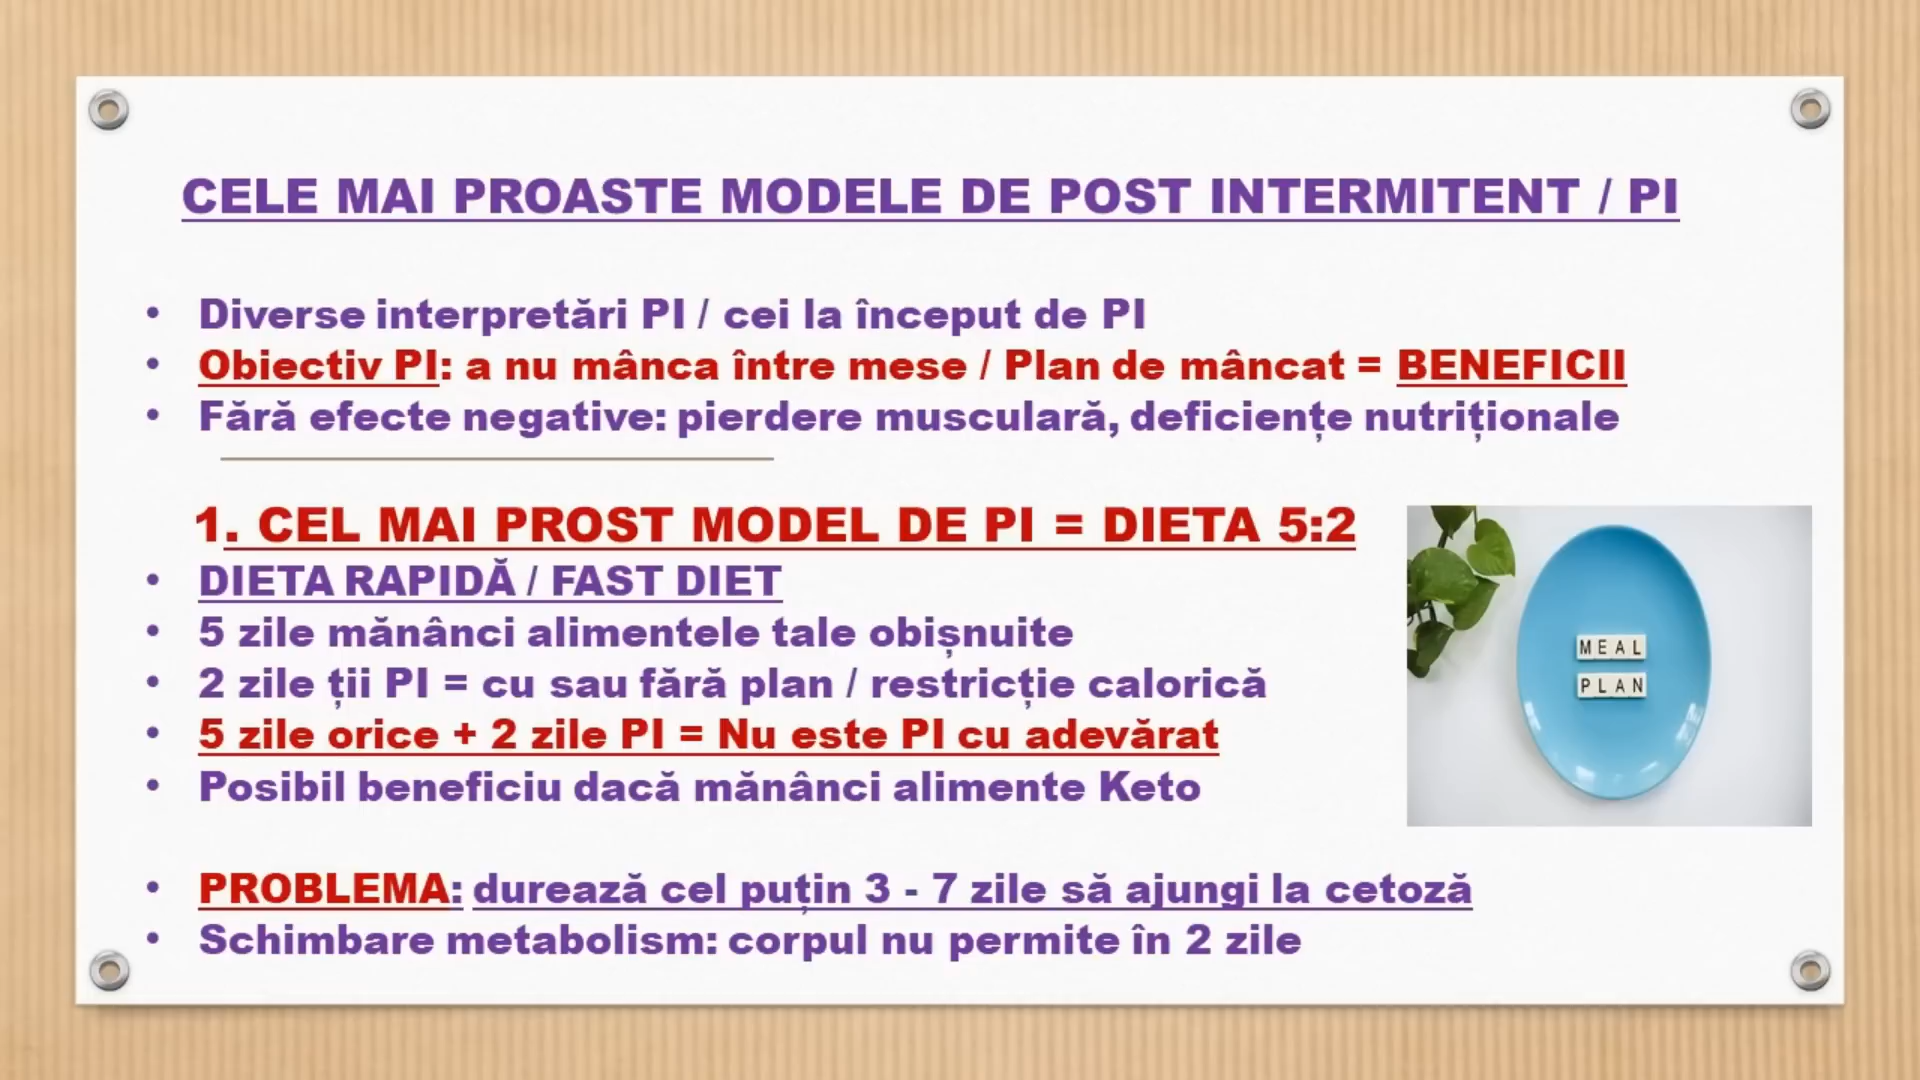 CELE MAI PROASTE MODELE DE POST INTERMITENT / PI
• Diverse interpretări PI / cei la început de PI
• Obiectiv PI: a nu mânca între mese / Plan de mâncat = BENEFICII
• Fără efecte negative: pierdere musculară, deficiențe nutriționale
1. CEL MAI PROST MODEL DE PI = DIETA 5:2
• DIETA RAPIDĂ / FAST DIET
• 5 zile mănânci alimentele tale obișnuite
• 2 zile ții PI = cu sau fără plan / restricție calorică
• 5 zile orice + 2 zile PI = Nu este PI cu adevărat
• Posibil beneficiu dacă mănânci alimente Keto
MEAL
PLAN
• PROBLEMA: durează cel puțin 3 - 7 zile să ajungi la cetoză
• Schimbare metabolism: corpul nu permite în 2 zile